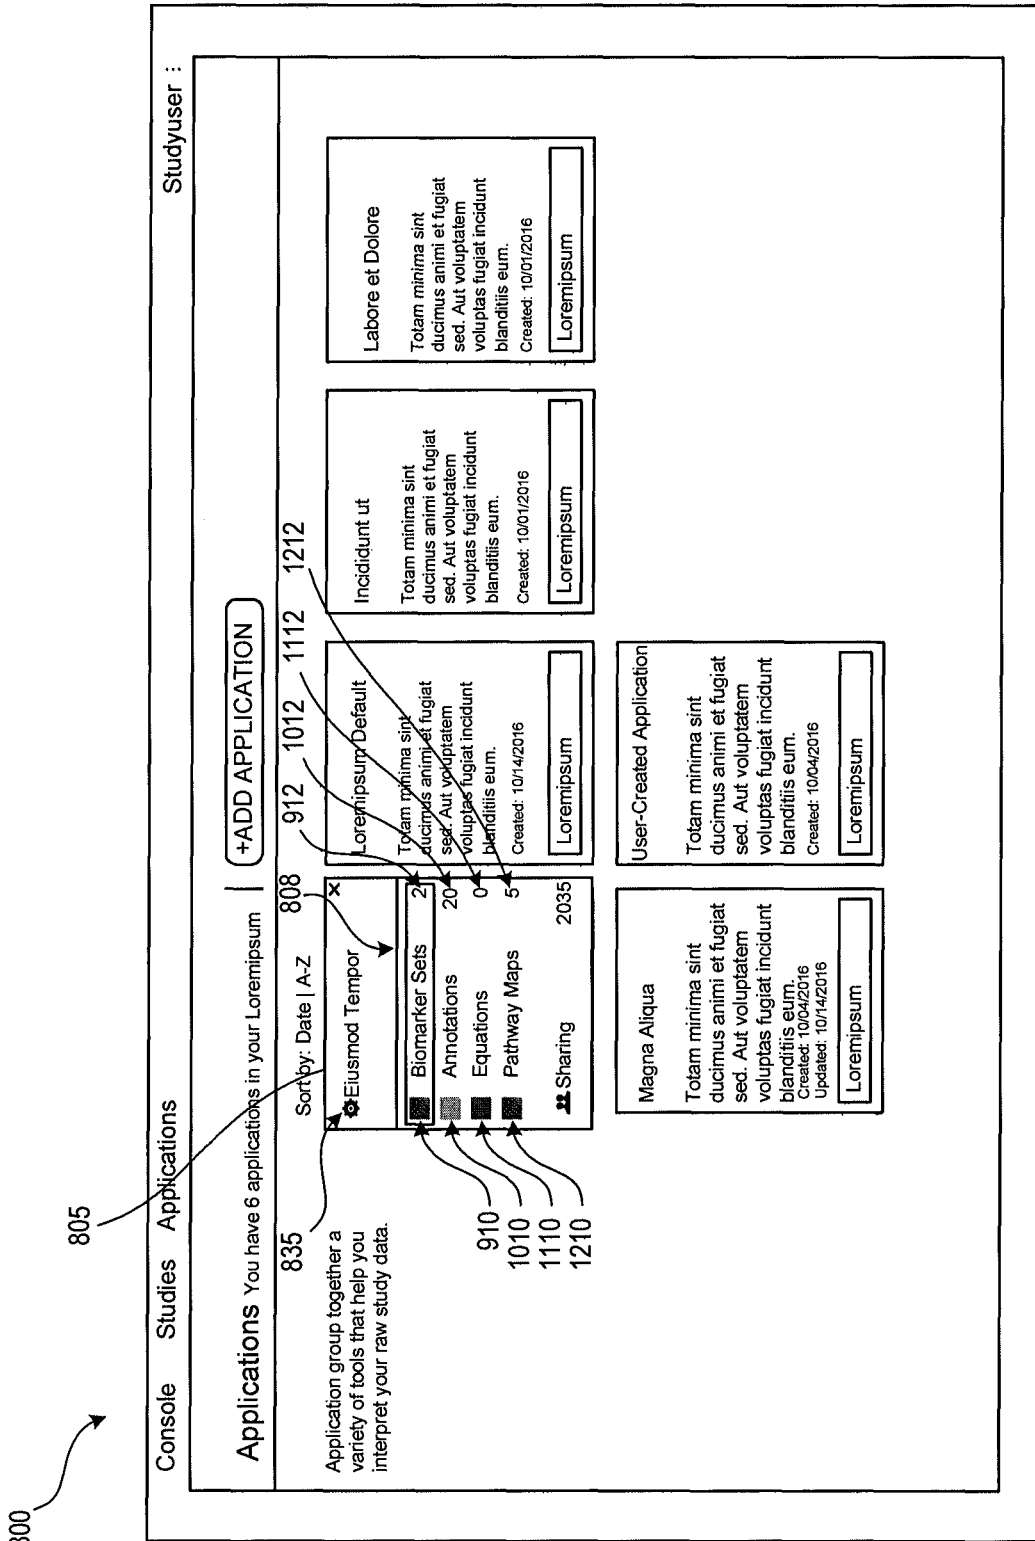 800
805
Console Studies Applications Studyuser :
Applications You have 6 applications in your Loremipsum
+ADD APPLICATION
835
808
912
1012
1112
1212
Application group together a
variety of tools that help you
interpret your raw study data.
Sort by: Date | A-Z
Eiusmod Tempor ×
Biomarker Sets 2
Annotations 20
Equations 0
Pathway Maps 5
Sharing 2035
910
1010
1110
1210
Loremipsum Default
Totam minima sint
ducimus animi et fugiat
sed. Aut voluptatem
voluptas fugiat incidunt
blanditiis eum.
Created: 10/14/2016
Loremipsum
Incididunt ut
Totam minima sint
ducimus animi et fugiat
sed. Aut voluptatem
voluptas fugiat incidunt
blanditiis eum.
Created: 10/01/2016
Loremipsum
Labore et Dolore
Totam minima sint
ducimus animi et fugiat
sed. Aut voluptatem
voluptas fugiat incidunt
blanditiis eum.
Created: 10/01/2016
Loremipsum
Magna Aliqua
Totam minima sint
ducimus animi et fugiat
sed. Aut voluptatem
voluptas fugiat incidunt
blanditiis eum.
Created: 10/04/2016
Updated: 10/14/2016
Loremipsum
User-Created Application
Totam minima sint
ducimus animi et fugiat
sed. Aut voluptatem
voluptas fugiat incidunt
blanditiis eum.
Created: 10/04/2016
Loremipsum